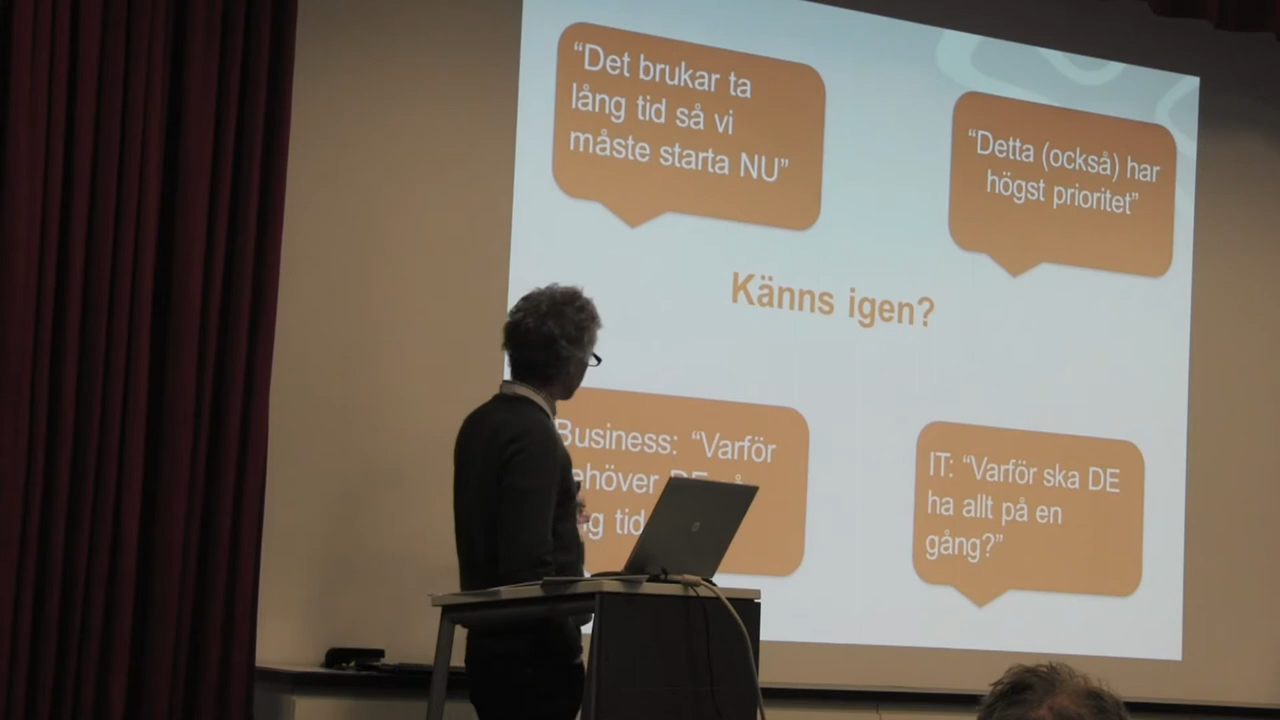 “Det brukar ta
lång tid så vi
måste starta NU”
“Detta (också) har
högst prioritet”
Känns igen?
Business: “Varför
DE så
tid
IT: “Varför ska DE
ha allt på en
gång?”